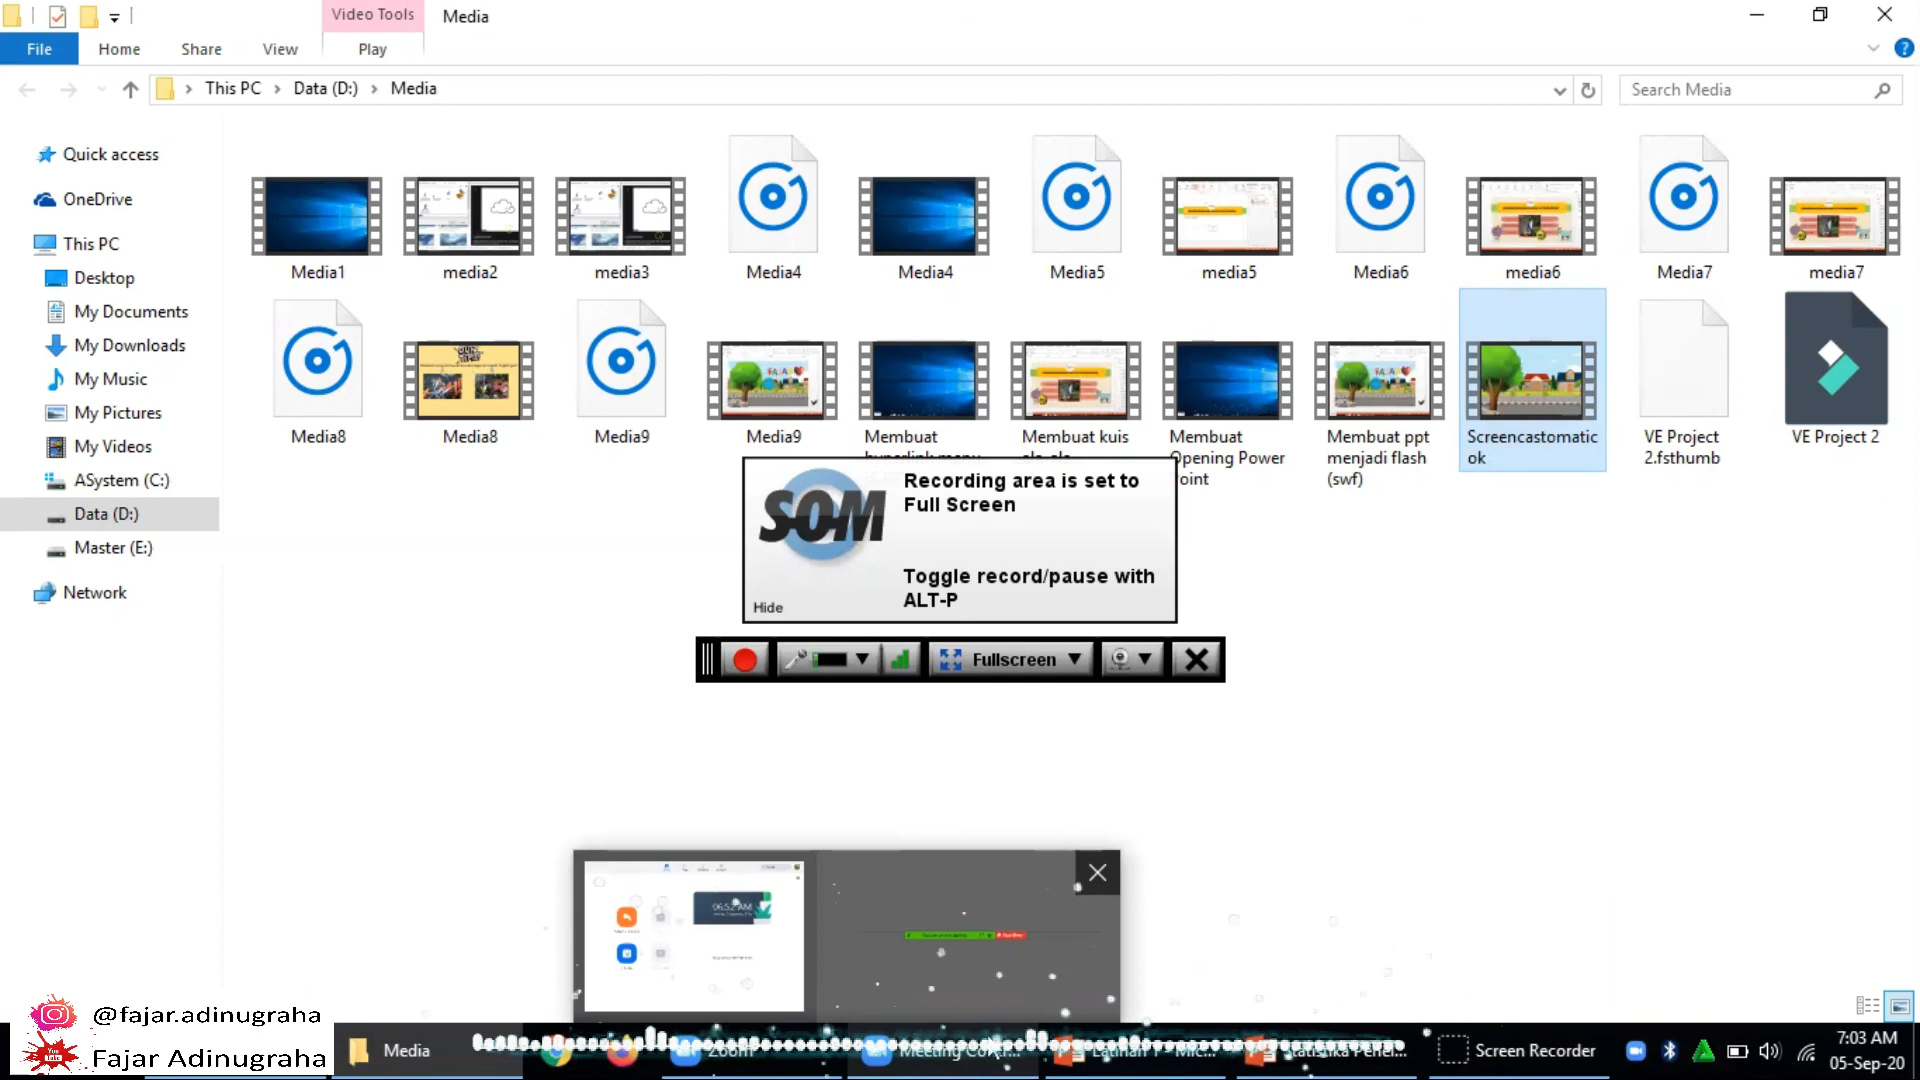 Video Tools
Media
File
Home
Share
View
Play
This PC
Data (D:)
Media
Search Media
Quick access
OneDrive
This PC
Desktop
My Documents
My Downloads
My Music
My Pictures
My Videos
ASystem (C:)
Data (D:)
Master (E:)
Network
Media1
media2
media3
Media4
Media4
Media5
media5
Media6
media6
Media7
media7
Media8
Media8
Media9
Media9
Membuat
Membuat kuis
Membuat
Opening Power
oint
Membuat ppt
menjadi flash
(swf)
Screencastomatic
ok
VE Project
2.fsthumb
VE Project 2
SOM
Recording area is set to
Full Screen
Toggle record/pause with
ALT-P
Hide
Fullscreen
06.52 AM
@fajar.adinugraha
Fajar Adinugraha
Media
Zoom
Screen Recorder
7:03 AM
05-Sep-20